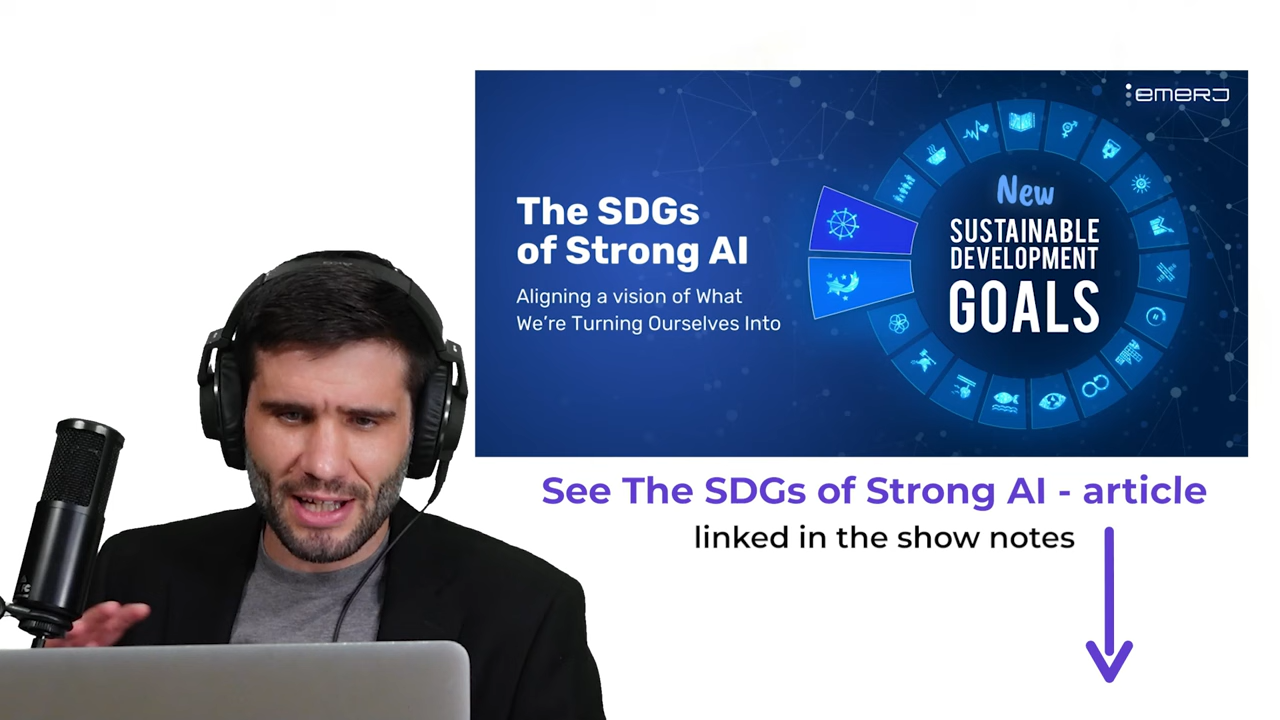 emerj
The SDGs
of Strong AI
Aligning a vision of What
We're Turning Ourselves Into
New
SUSTAINABLE
DEVELOPMENT
GOALS
See The SDGs of Strong AI - article
linked in the show notes